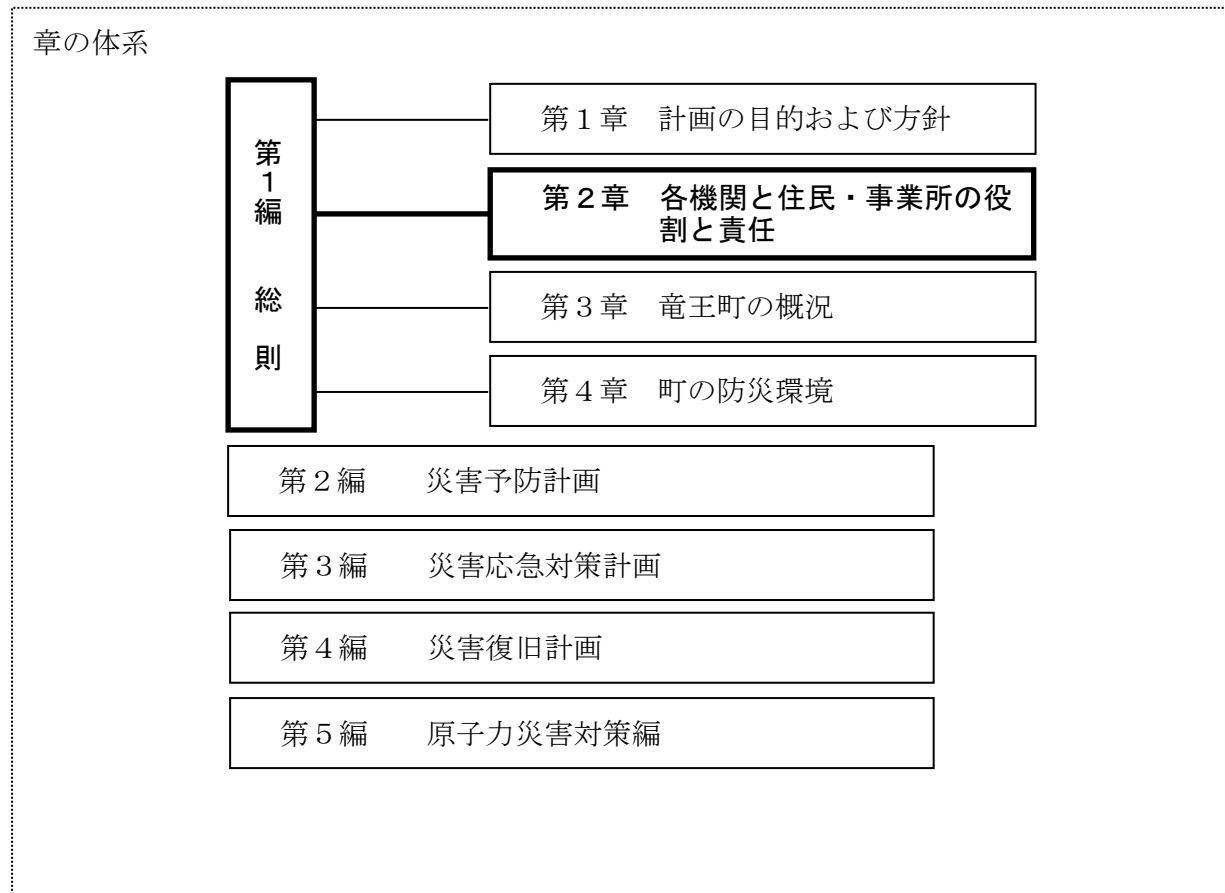 章の体系
第1編 総則
第１章 計画の目的および方針
第２章 各機関と住民・事業所の役
割と責任
第３章 竜王町の概況
第４章 町の防災環境
第２編 災害予防計画
第３編 災害応急対策計画
第４編 災害復旧計画
第５編 原子力災害対策編